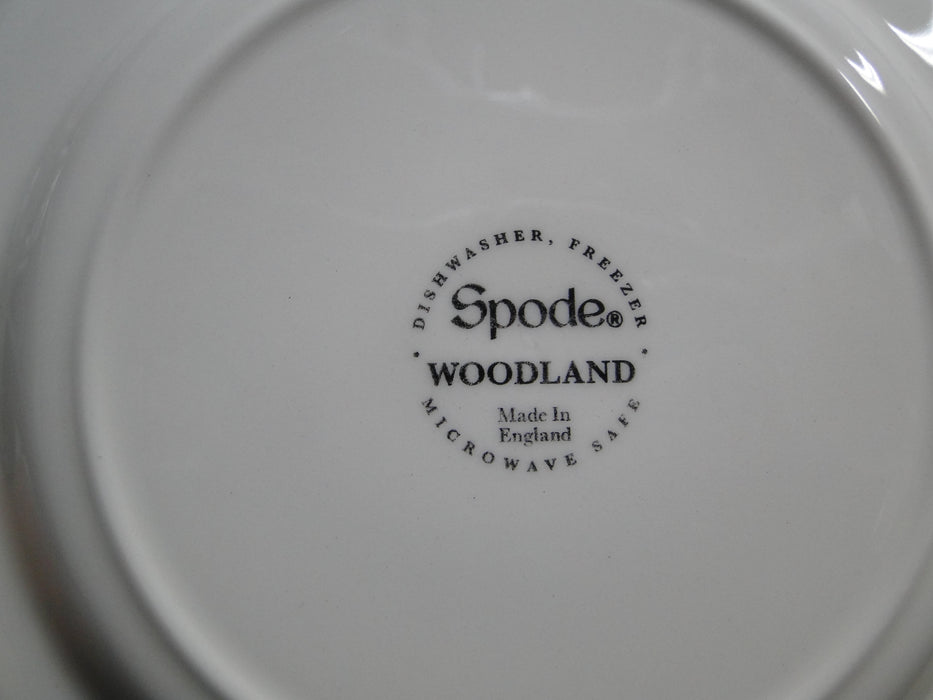 DISHWASHER, FREEZER
Spode®
WOODLAND
Made In
England
• MICROWAVE SAFE •